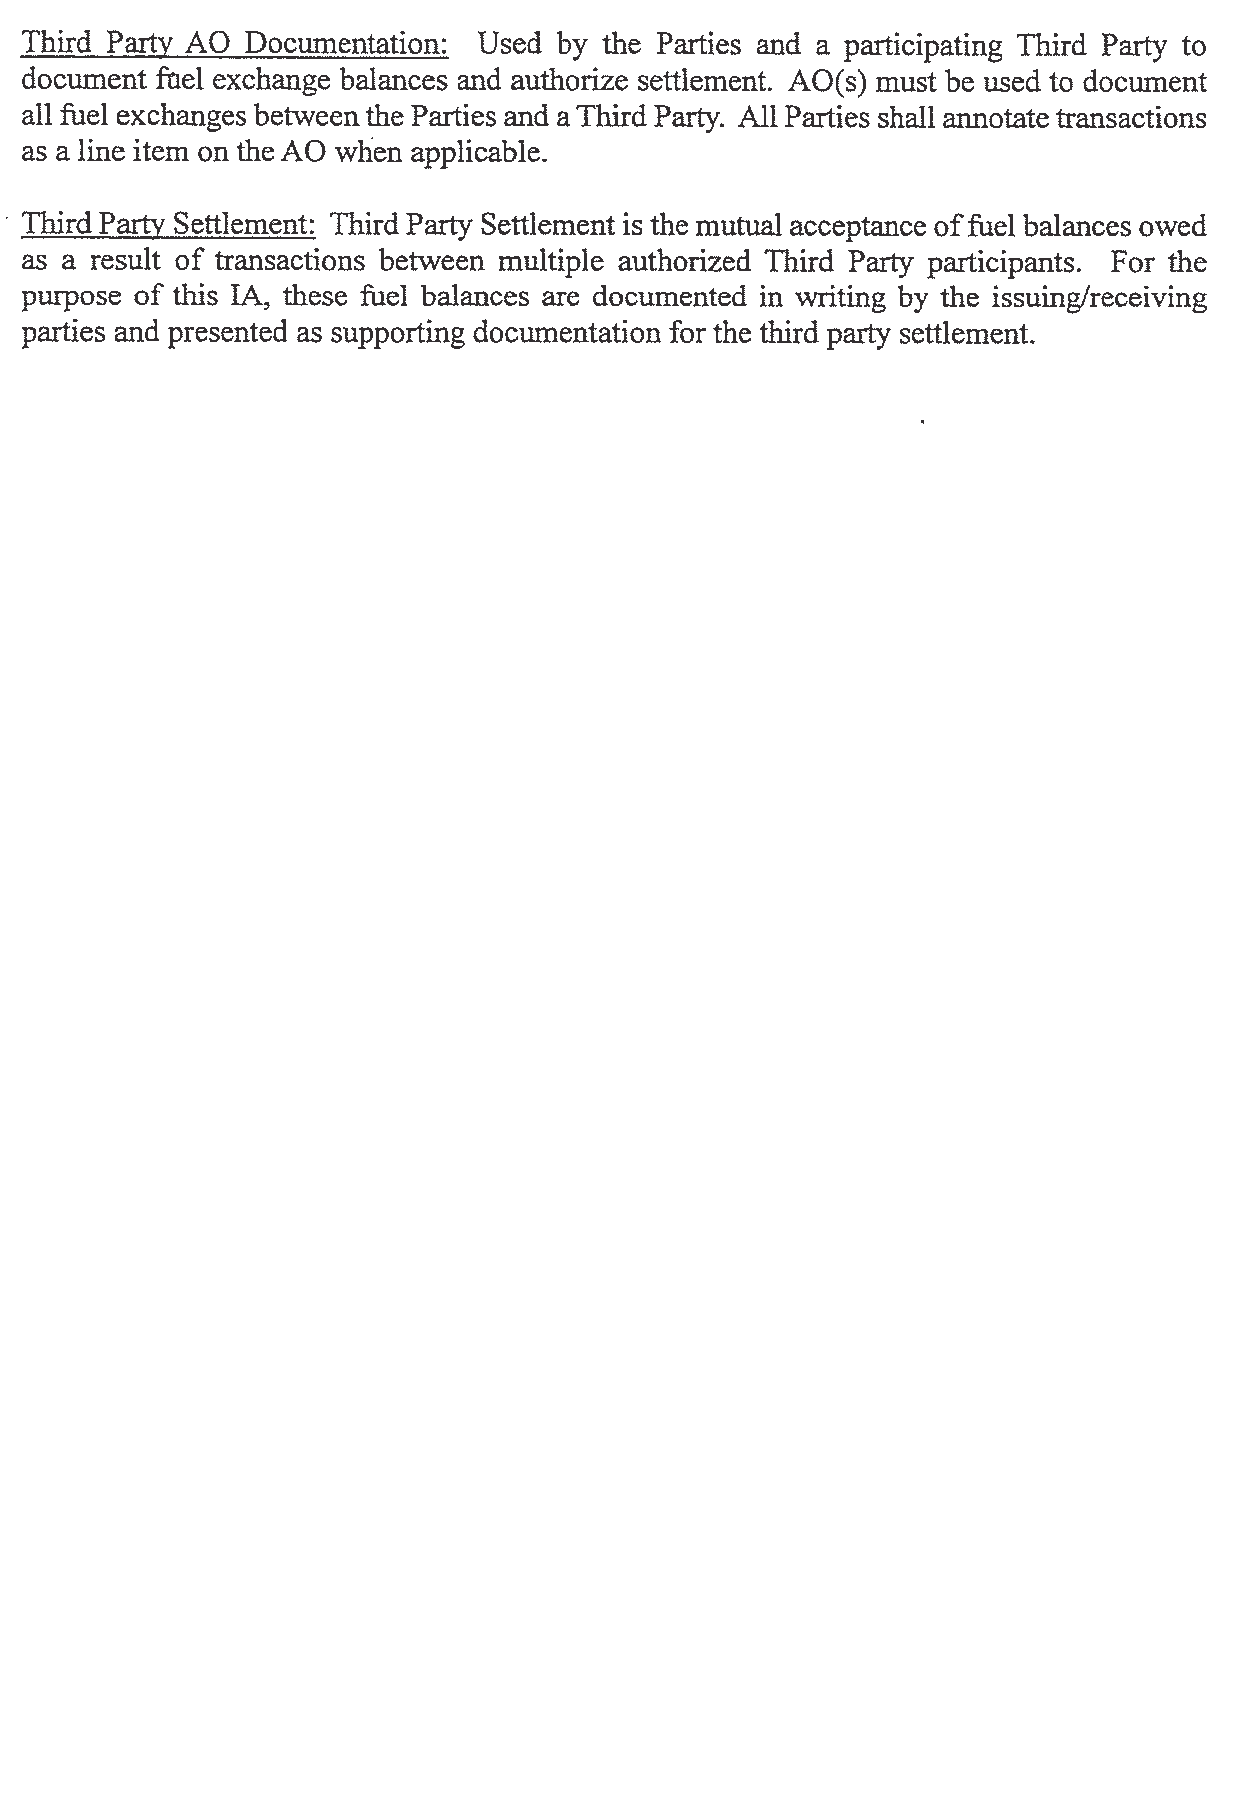 Third Party AO Documentation: Used by the Parties and a participating Third Party to
document fuel exchange balances and authorize settlement. AO(s) must be used to document
all fuel exchanges between the Parties and a Third Party. All Parties shall annotate transactions
as a line item on the AO when applicable.
Third Party Settlement: Third Party Settlement is the mutual acceptance of fuel balances owed
as a result of transactions between multiple authorized Third Party participants. For the
purpose of this IA, these fuel balances are documented in writing by the issuing/receiving
parties and presented as supporting documentation for the third party settlement.